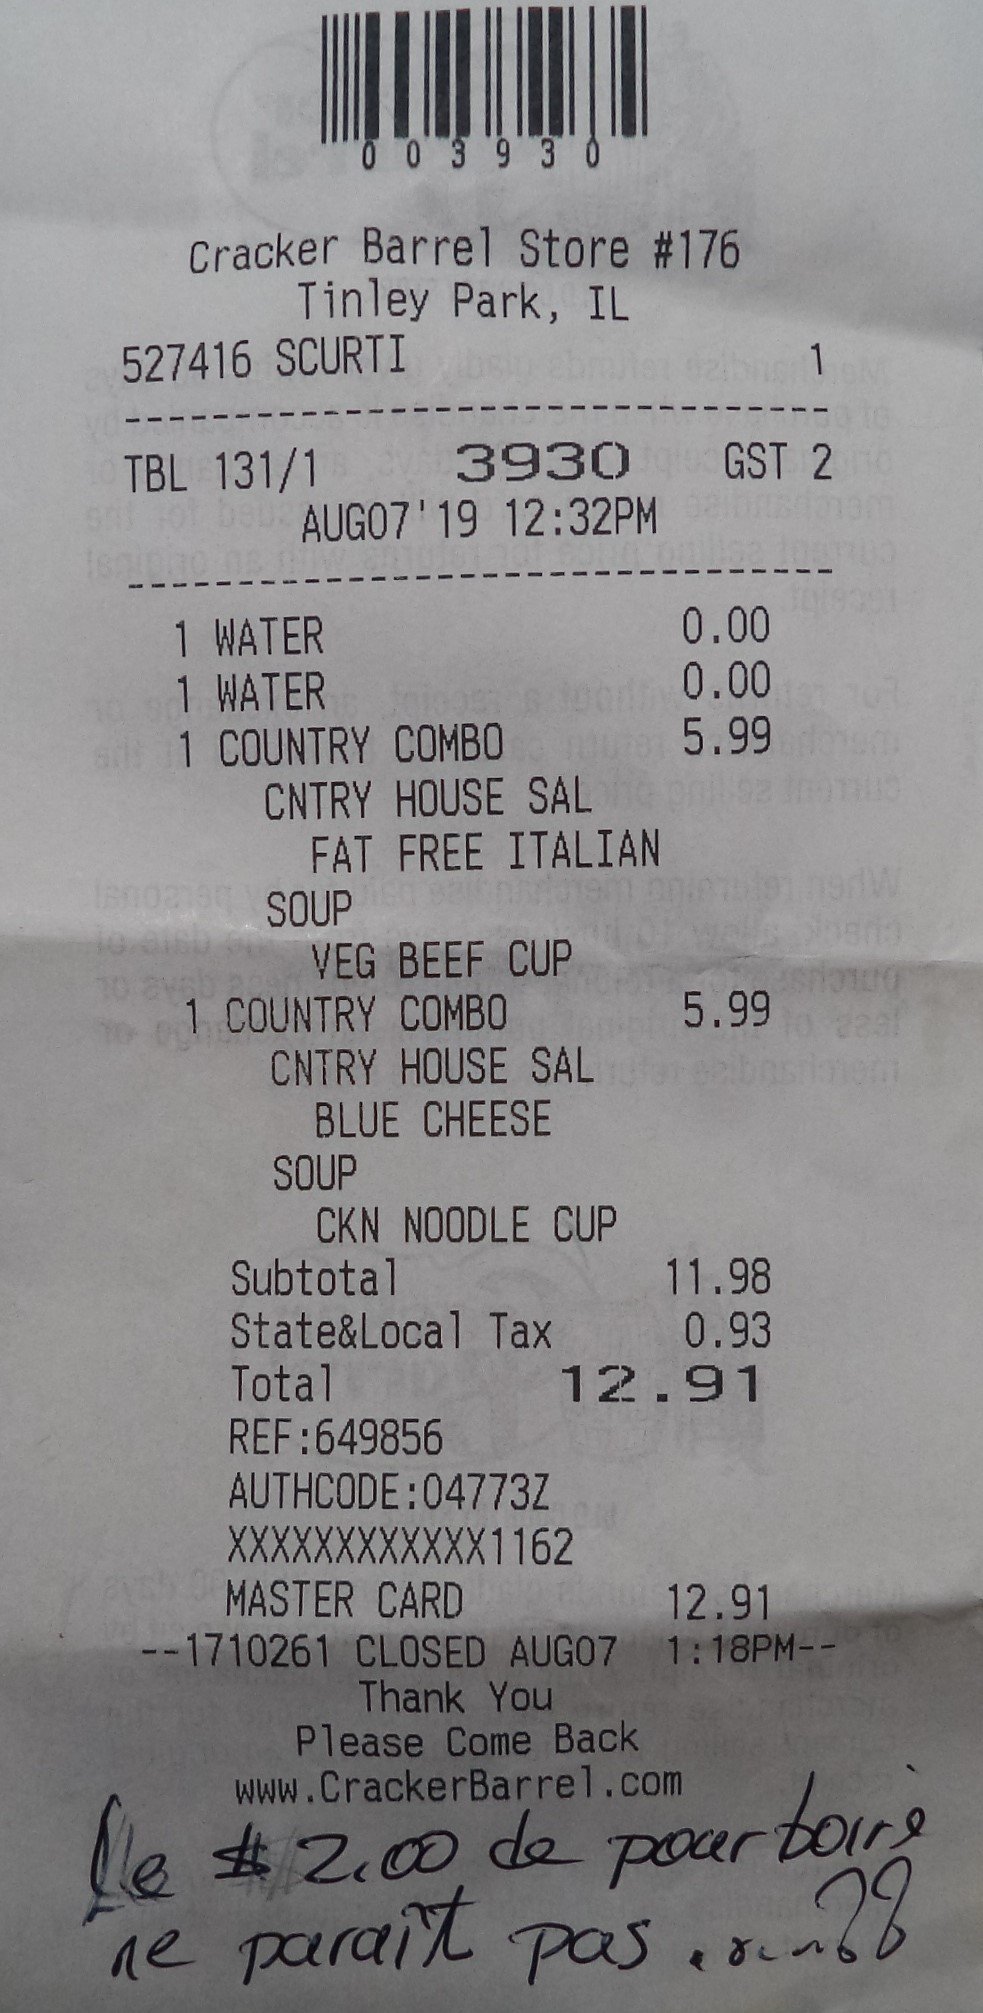 003930
Cracker Barrel Store #176
Tinley Park, IL
527416 SCURTI 1
TBL 131/1 3930 GST 2
AUG07'19 12:32PM
1 WATER 0.00
1 WATER 0.00
1 COUNTRY COMBO 5.99
CNTRY HOUSE SAL
FAT FREE ITALIAN
SOUP
VEG BEEF CUP
1 COUNTRY COMBO 5.99
CNTRY HOUSE SAL
BLUE CHEESE
SOUP
CKN NOODLE CUP
Subtotal 11.98
State&Local Tax 0.93
Total 12.91
REF:649856
AUTHCODE:04773Z
XXXXXXXXXXXX1162
MASTER CARD 12.91
--1710261 CLOSED AUG07 1:18PM--
Thank You
Please Come Back
www.CrackerBarrel.com
Le $2.00 de pourboire
ne paraît pas